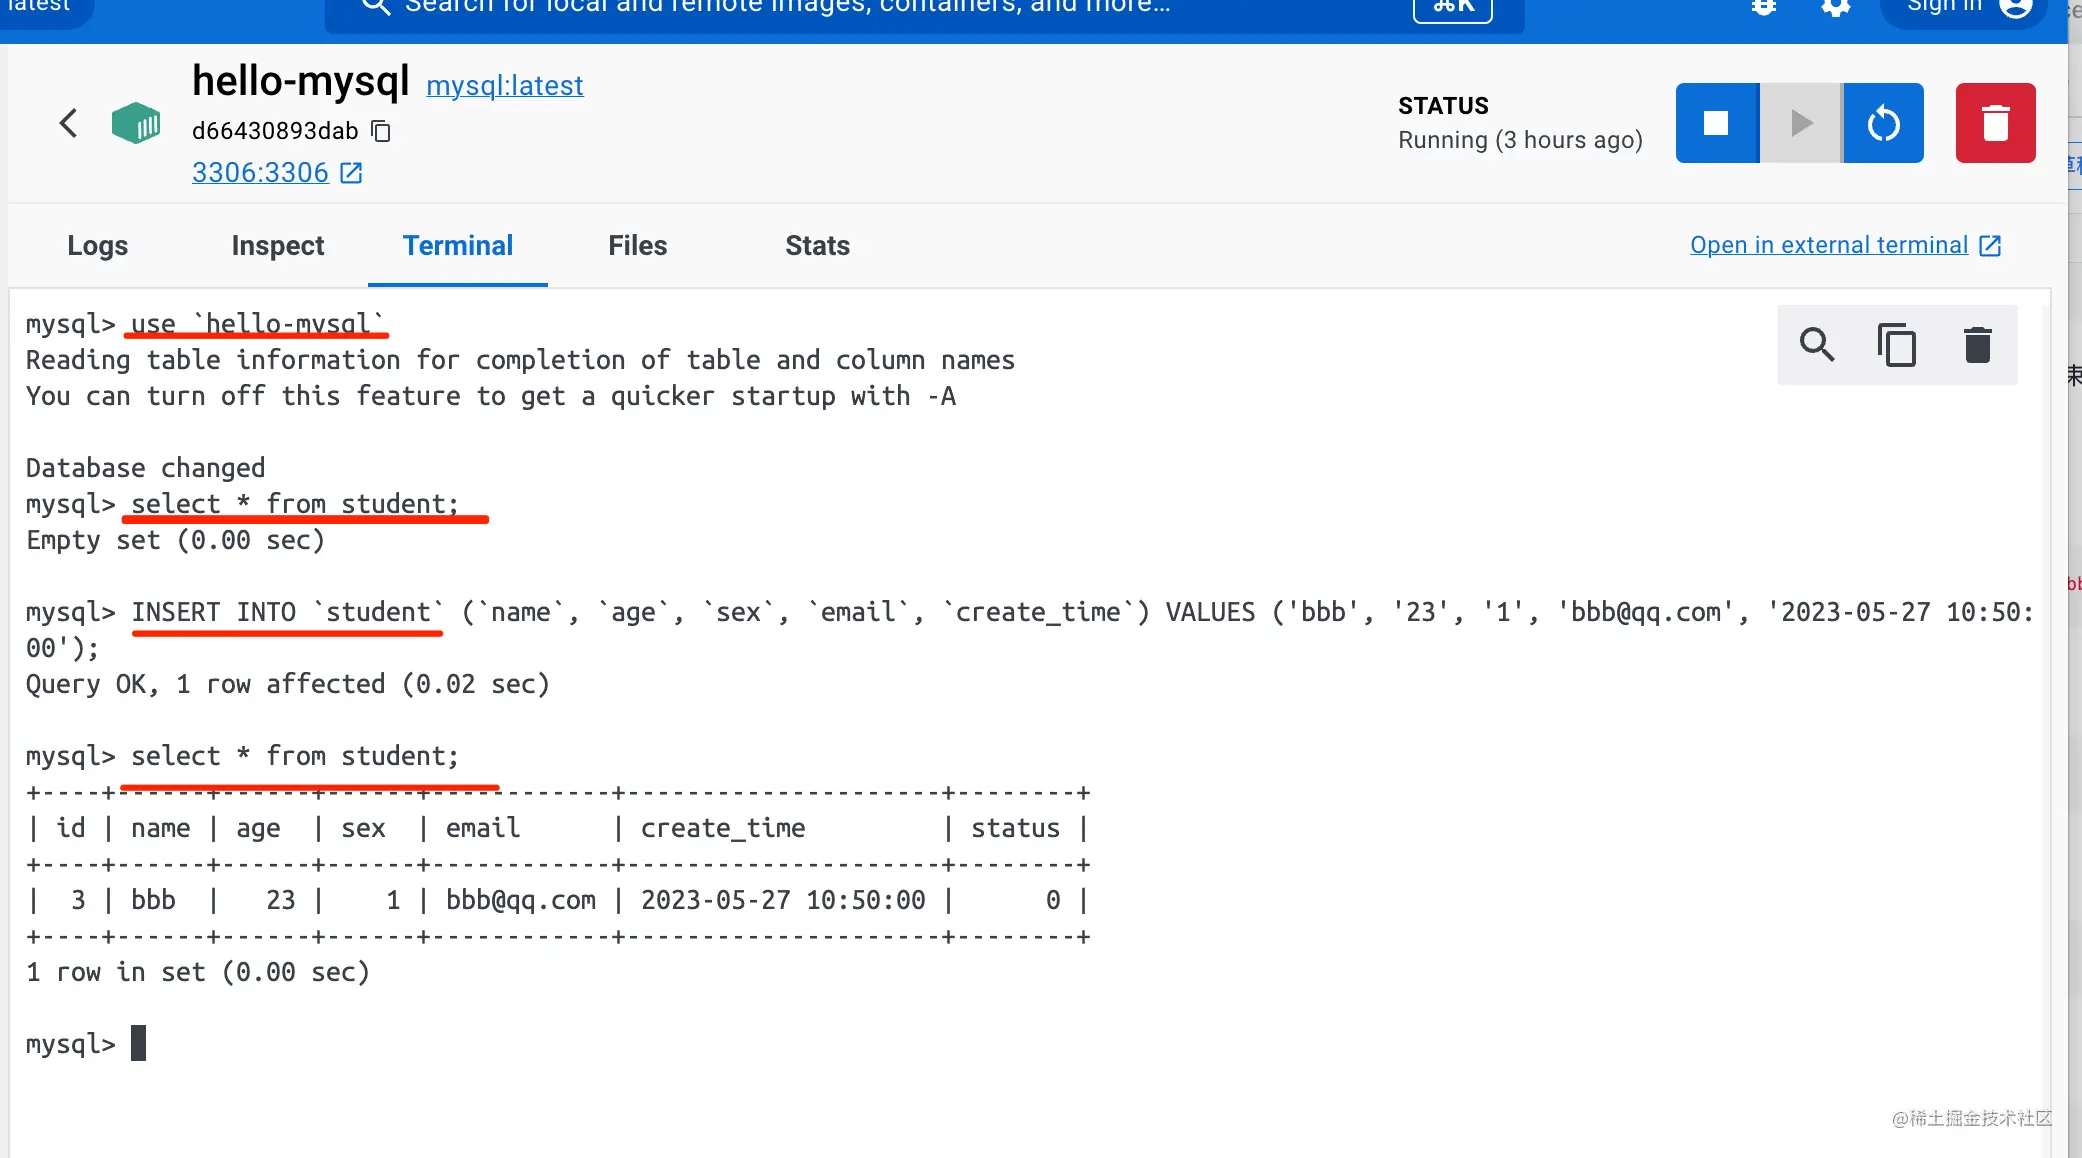 latest
Search for local and remote images, containers, and more...
⌘K
Sign in
hello-mysql mysql:latest
d66430893dab
3306:3306
STATUS
Running (3 hours ago)
Logs Inspect Terminal Files Stats
Open in external terminal
mysql> use `hello-mysql`
Reading table information for completion of table and column names
You can turn off this feature to get a quicker startup with -A
Database changed
mysql> select * from student;
Empty set (0.00 sec)
mysql> INSERT INTO `student` (`name`, `age`, `sex`, `email`, `create_time`) VALUES ('bbb', '23', '1', 'bbb@qq.com', '2023-05-27 10:50:
00');
Query OK, 1 row affected (0.02 sec)
mysql> select * from student;
+----+------+------+------+------------+---------------------+--------+
| id | name | age  | sex  | email      | create_time         | status |
+----+------+------+------+------------+---------------------+--------+
|  3 | bbb  |   23 |    1 | bbb@qq.com | 2023-05-27 10:50:00 |      0 |
+----+------+------+------+------------+---------------------+--------+
1 row in set (0.00 sec)
mysql>
@稀土掘金技术社区